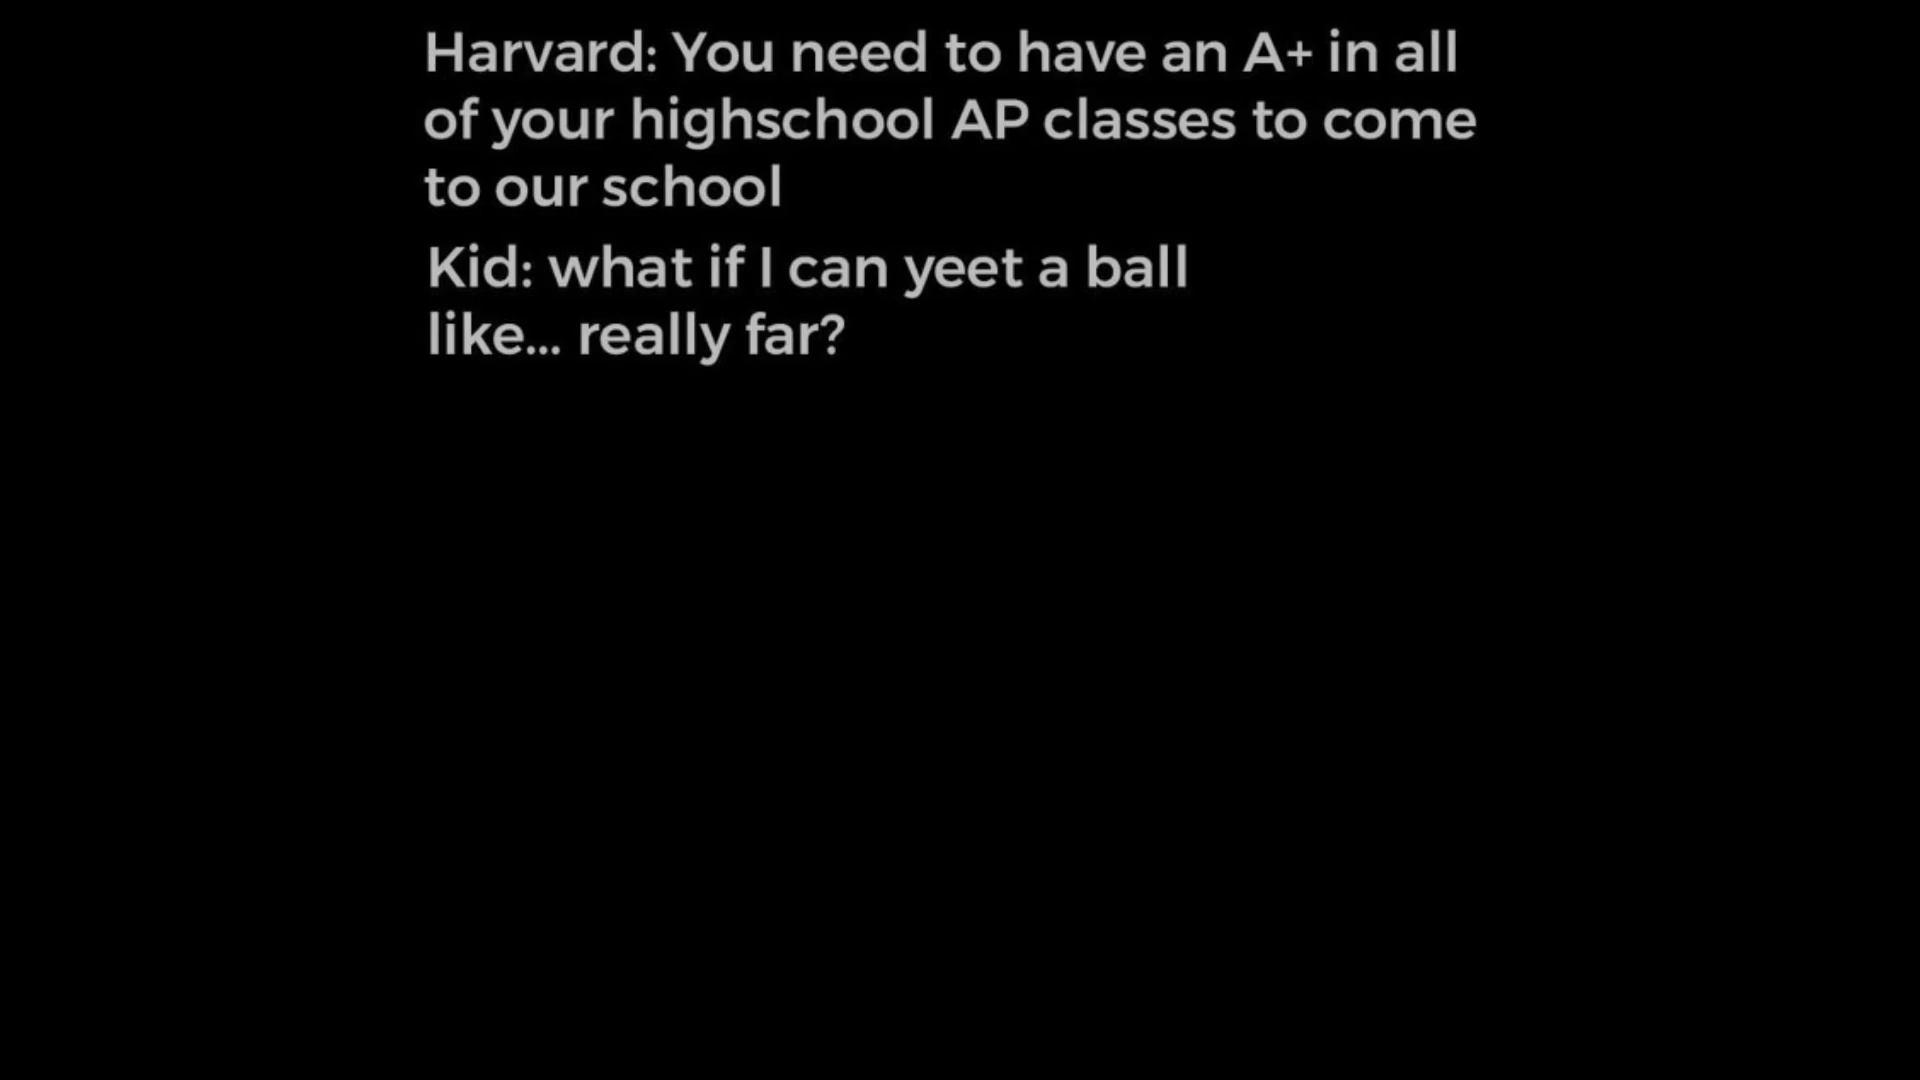 Harvard: You need to have an A+ in all
of your highschool AP classes to come
to our school
Kid: what if I can yeet a ball
like... really far?